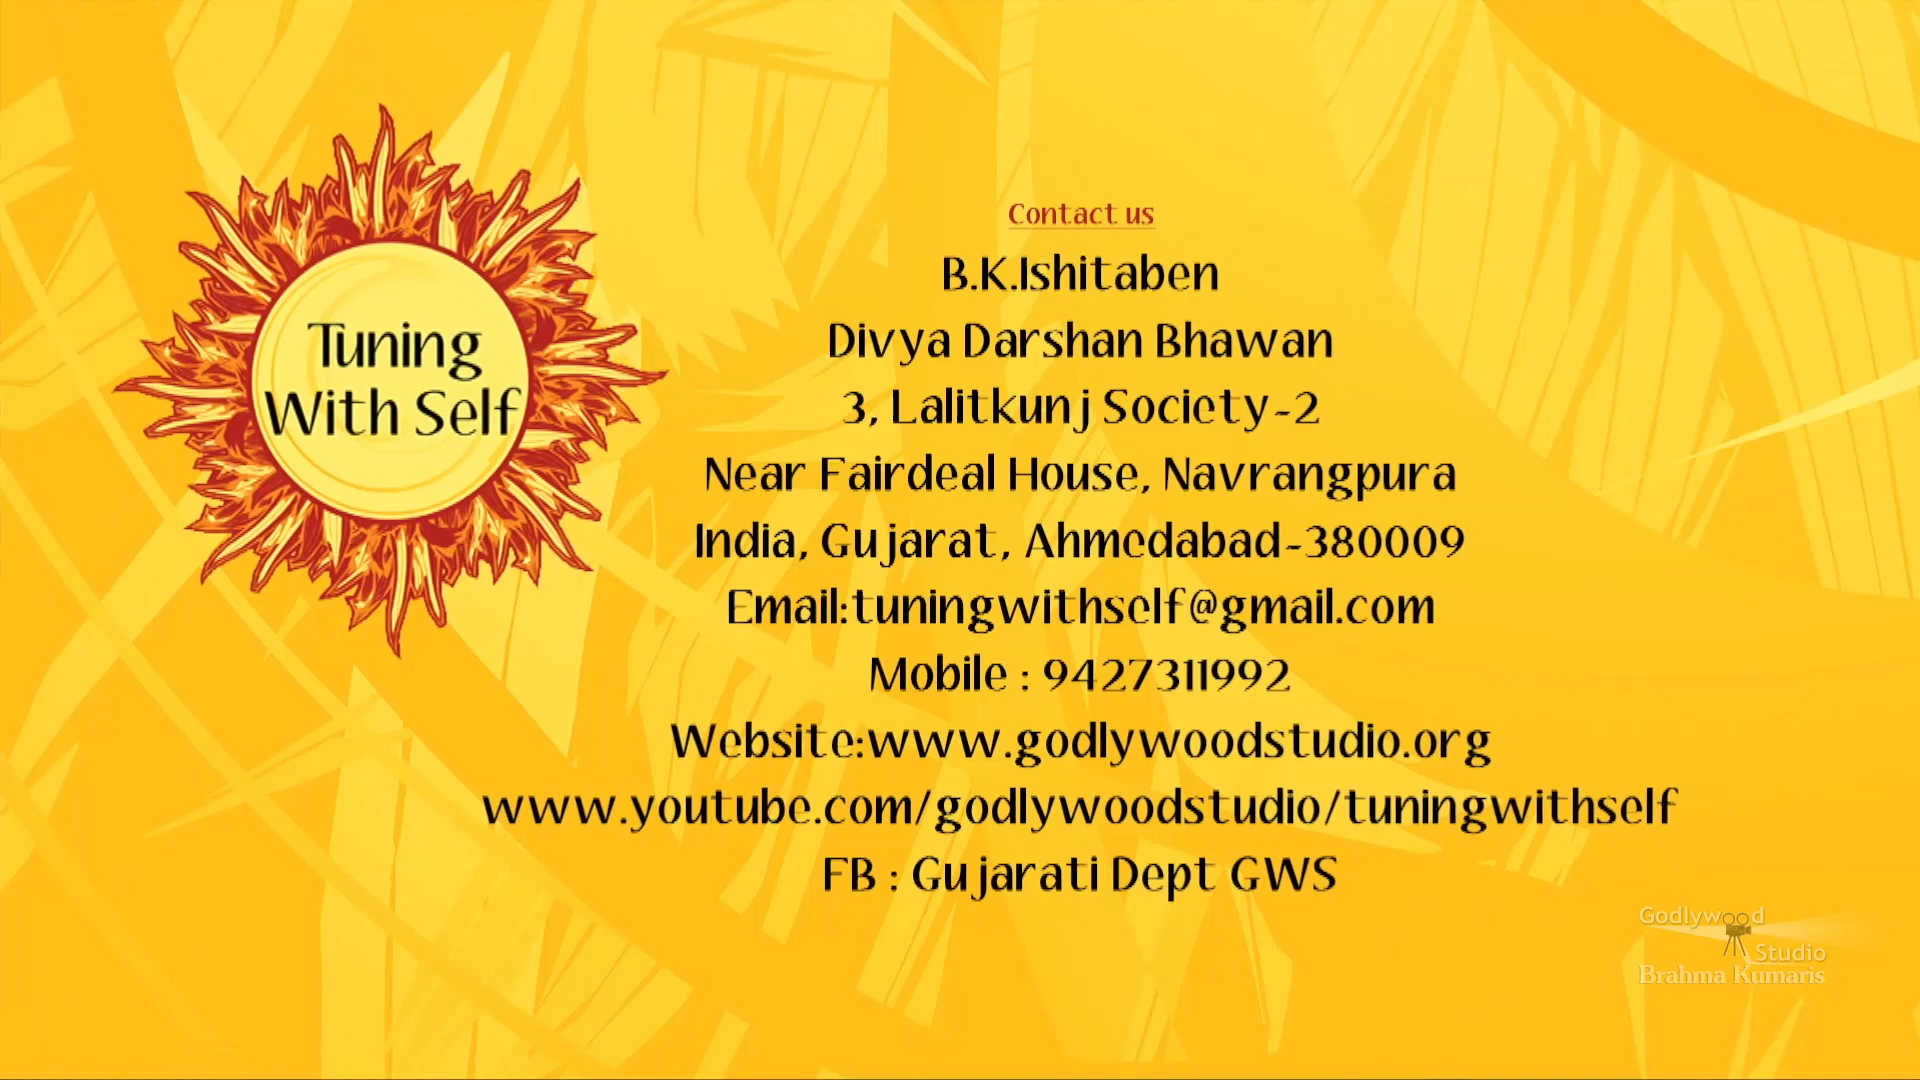 Tuning
With Self
Contact us
B.K.Ishitaben
Divya Darshan Bhawan
3, Lalitkunj Society-2
Near Fairdeal House, Navrangpura
India, Gujarat, Ahmedabad-380009
Email:tuningwithself@gmail.com
Mobile : 9427311992
Website:www.godlywoodstudio.org
www.youtube.com/godlywoodstudio/tuningwithself
FB : Gujarati Dept GWS
Godlywood
Studio
Brahma Kumaris